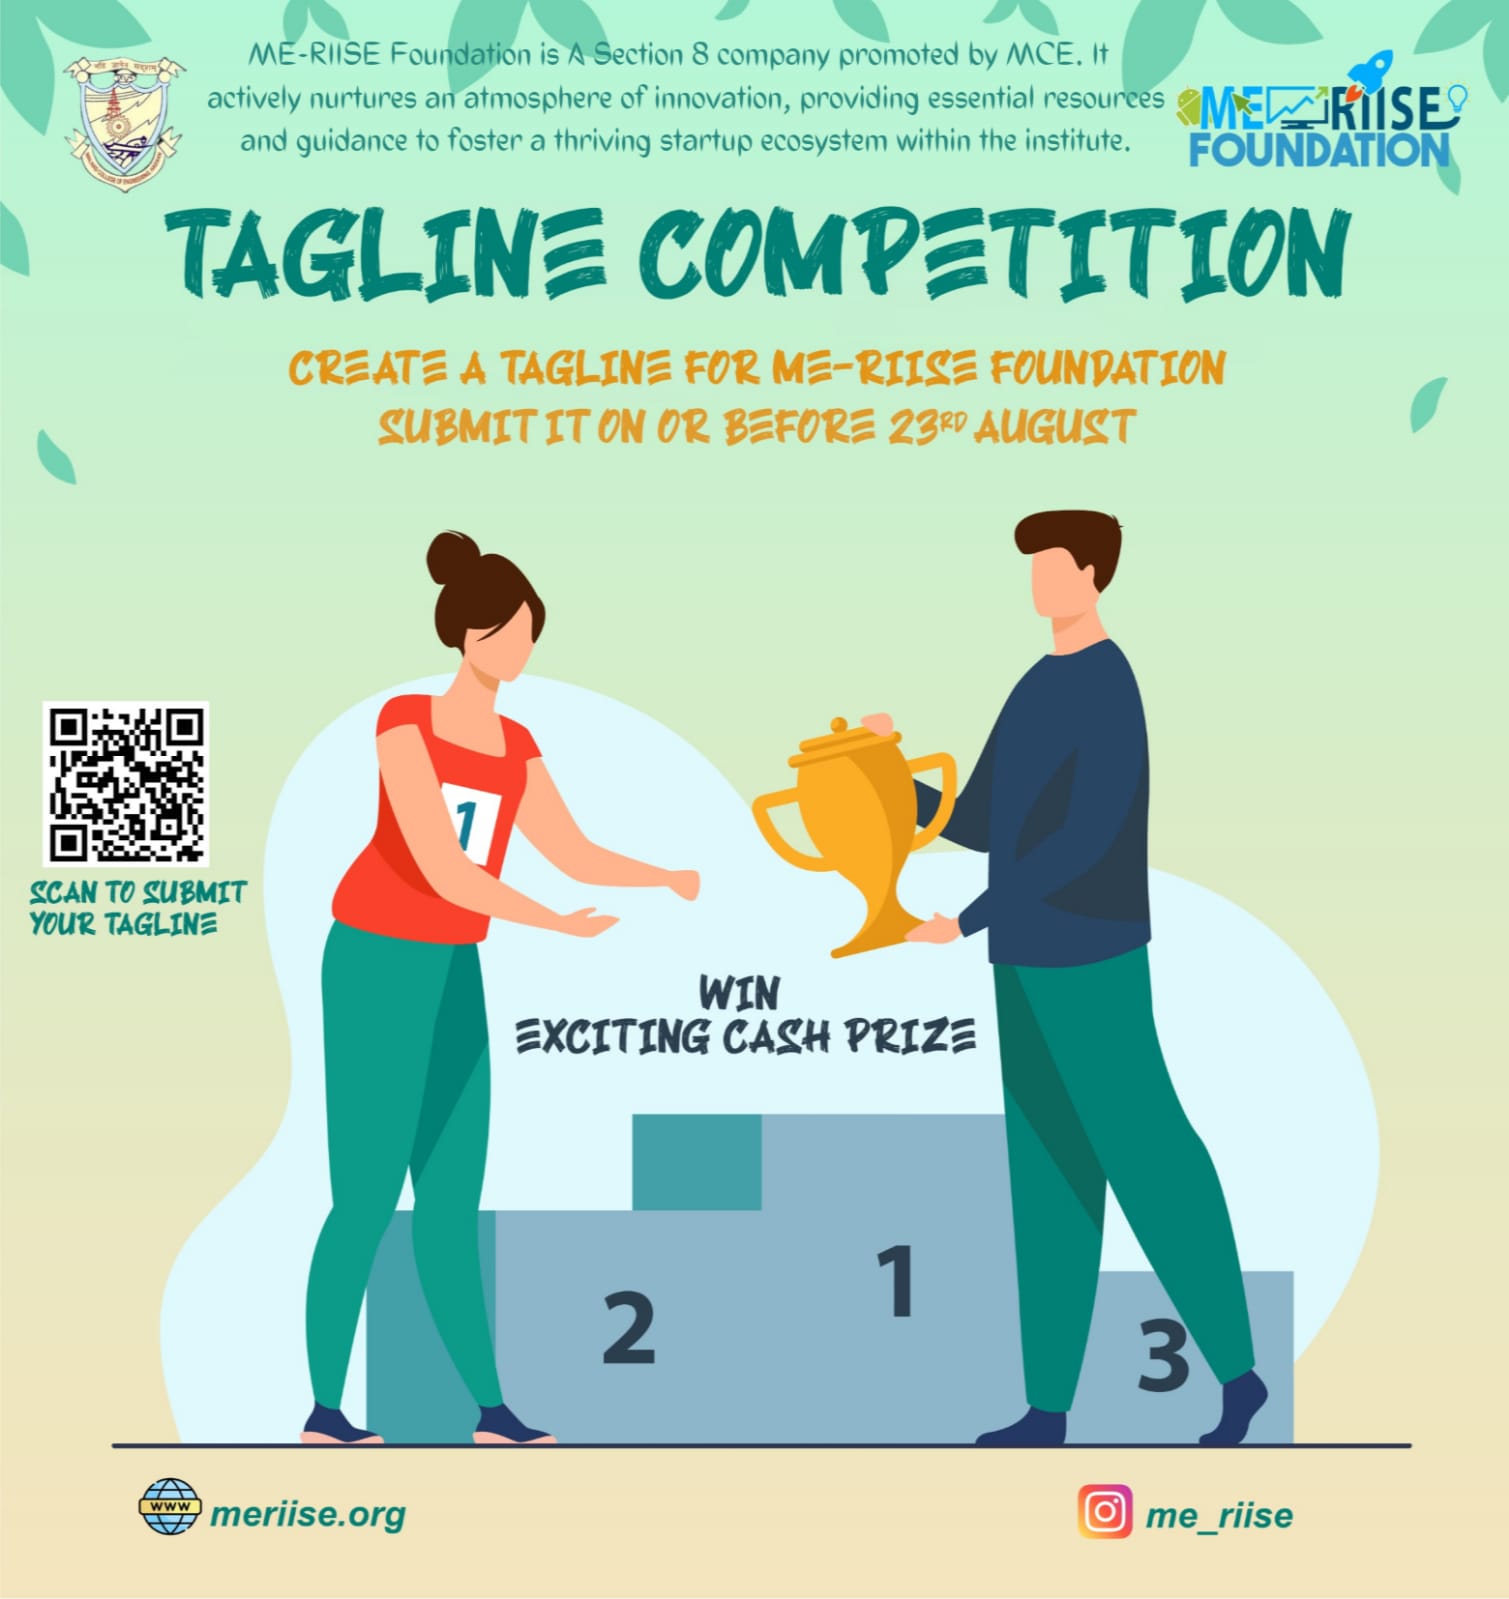 ME-RIISE Foundation is A Section 8 company promoted by MCE. It
actively nurtures an atmosphere of innovation, providing essential resources
and guidance to foster a thriving startup ecosystem within the institute.
ME-RIISE
FOUNDATION
TAGLINE COMPETITION
CREATE A TAGLINE FOR ME-RIISE FOUNDATION
SUBMIT IT ON OR BEFORE 23RD AUGUST
1
SCAN TO SUBMIT
YOUR TAGLINE
WIN
EXCITING CASH PRIZE
1
2
3
www meriise.org
me_riise